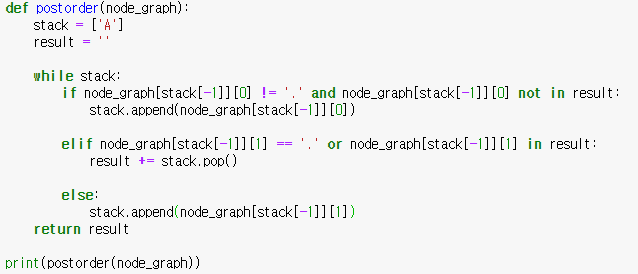 def postorder(node_graph):
    stack = ['A']
    result = ''

    while stack:
        if node_graph[stack[-1]][0] != '.' and node_graph[stack[-1]][0] not in result:
            stack.append(node_graph[stack[-1]][0])

        elif node_graph[stack[-1]][1] == '.' or node_graph[stack[-1]][1] in result:
            result += stack.pop()

        else:
            stack.append(node_graph[stack[-1]][1])
    return result

print(postorder(node_graph))